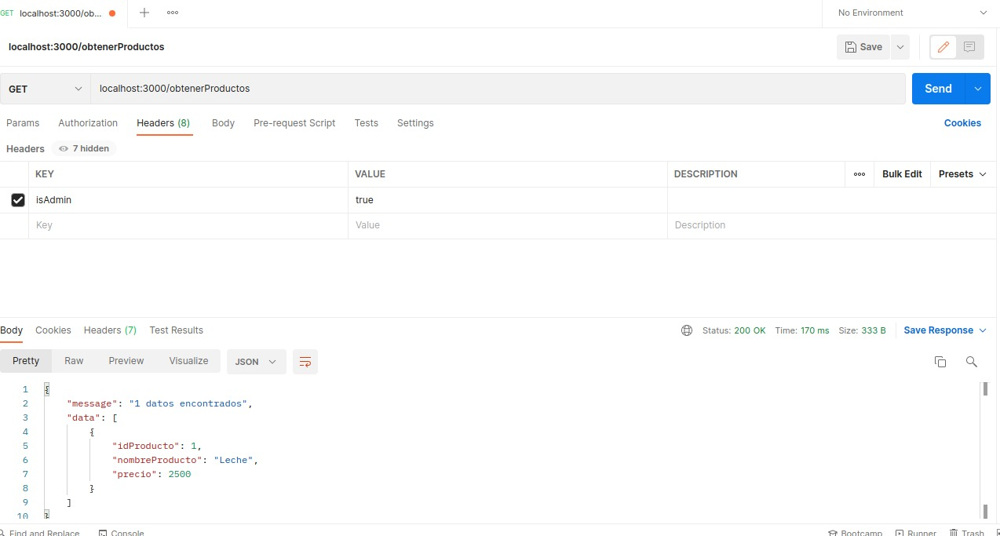 GET localhost:3000/ob... No Environment
localhost:3000/obtenerProductos Save
GET localhost:3000/obtenerProductos Send
Params Authorization Headers (8) Body Pre-request Script Tests Settings Cookies
Headers 7 hidden
KEY VALUE DESCRIPTION Bulk Edit Presets
isAdmin true
Key Value Description
Body Cookies Headers (7) Test Results Status: 200 OK Time: 170 ms Size: 333 B Save Response
Pretty Raw Preview Visualize JSON
1 {
2 "message": "1 datos encontrados",
3 "data": [
4 {
5 "idProducto": 1,
6 "nombreProducto": "Leche",
7 "precio": 2500
8 }
9 ]
10 }
Find and Replace Console Bootcamp Runner Trash